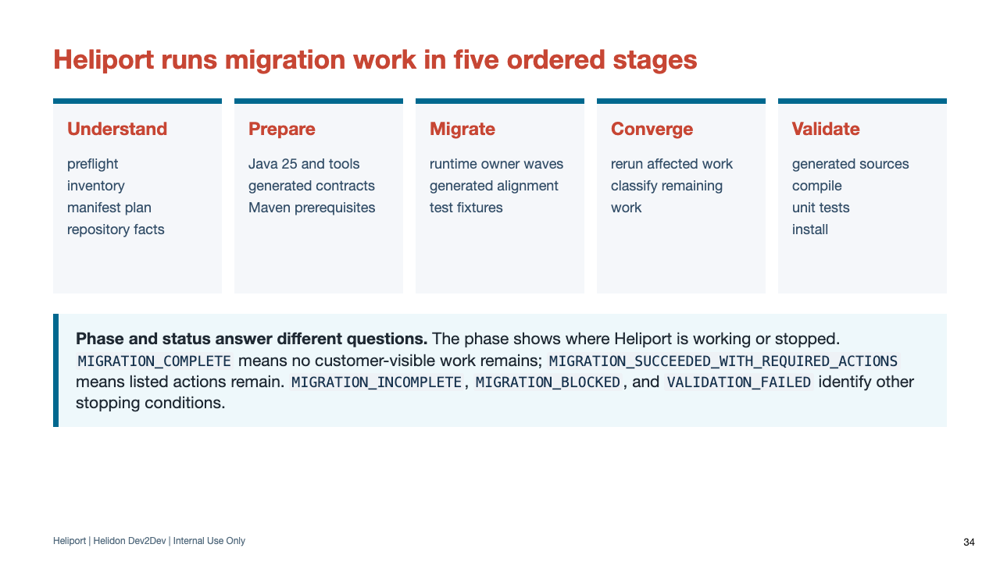 Heliport runs migration work in five ordered stages
Understand
preflight
inventory
manifest plan
repository facts
Prepare
Java 25 and tools
generated contracts
Maven prerequisites
Migrate
runtime owner waves
generated alignment
test fixtures
Converge
rerun affected work
classify remaining
work
Validate
generated sources
compile
unit tests
install
Phase and status answer different questions. The phase shows where Heliport is working or stopped.
MIGRATION_COMPLETE means no customer-visible work remains; MIGRATION_SUCCEEDED_WITH_REQUIRED_ACTIONS
means listed actions remain. MIGRATION_INCOMPLETE, MIGRATION_BLOCKED, and VALIDATION_FAILED identify other
stopping conditions.
Heliport | Helidon Dev2Dev | Internal Use Only
34